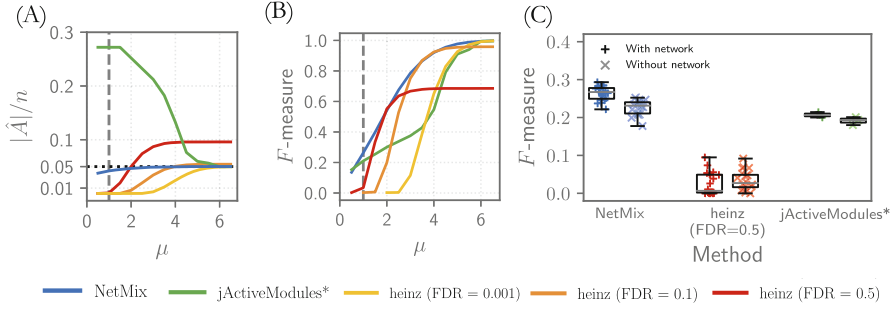 (A)
0.3
0.2
0.1
0.05
0.01
|Â|/n
0 2 4 6
μ
(B)
1.0
0.8
0.6
0.4
0.2
0.0
F-measure
0 2 4 6
μ
(C)
0.4
0.3
0.2
0.1
0.0
F-measure
With network
Without network
NetMix heinz jActiveModules*
(FDR=0.5)
Method
NetMix jActiveModules* heinz (FDR = 0.001) heinz (FDR = 0.1) heinz (FDR = 0.5)